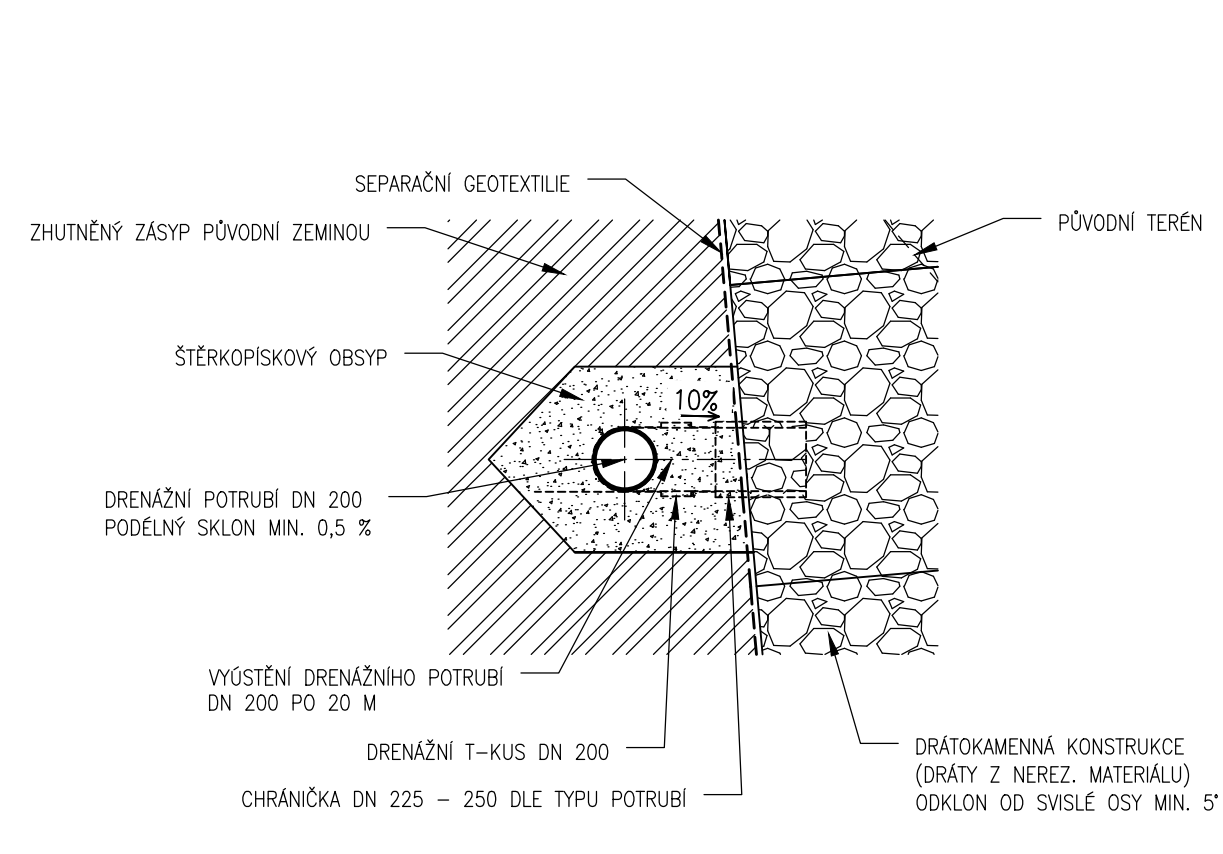 SEPARAČNÍ GEOTEXTILIE
ZHUTNĚNÝ ZÁSYP PŮVODNÍ ZEMINOU
PŮVODNÍ TERÉN
ŠTĚRKOPÍSKOVÝ OBSYP
10%
DRENÁŽNÍ POTRUBÍ DN 200
PODÉLNÝ SKLON MIN. 0,5 %
VYÚSTĚNÍ DRENÁŽNÍHO POTRUBÍ
DN 200 PO 20 M
DRENÁŽNÍ T-KUS DN 200
CHRÁNIČKA DN 225 - 250 DLE TYPU POTRUBÍ
DRÁTOKAMENNÁ KONSTRUKCE
(DRÁTY Z NEREZ. MATERIÁLU)
ODKLON OD SVISLÉ OSY MIN. 5°